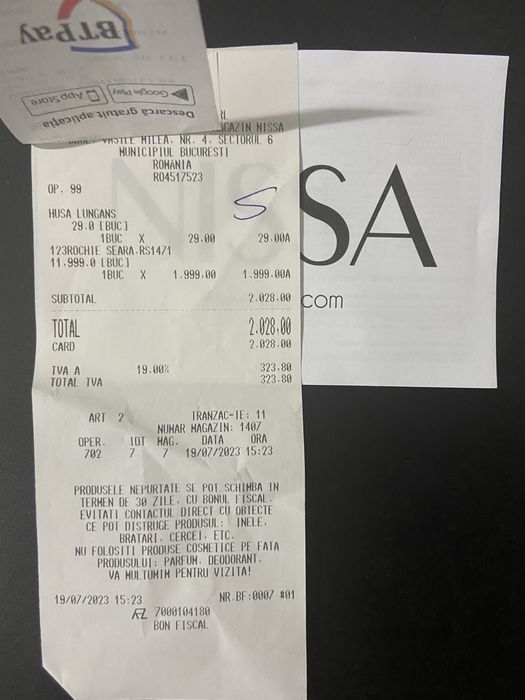 BTPay
App Store
Google Play
Descarcă gratuit aplicația
RL
MAGAZIN NISSA
VASILE MILEA, NR. 4, SECTORUL 6
MUNICIPIUL BUCURESTI
ROMANIA
RO4517523
OP. 99
S
HUSA LUNGANS
29.0 [BUC]
1BUC X 29.00 29.00A
123ROCHIE SEARA.RS1471
11.999.0 [BUC]
1BUC X 1.999.00 1.999.00A
SUBTOTAL 2.028.00
TOTAL 2.028.00
CARD 2.028.00
TVA A 19.00% 323.80
TOTAL TVA 323.80
ART 2 TRANZAC~IE: 11
NUMAR MAGAZIN: 1407
OPER. IDT MAG. DATA ORA
702 7 7 19/07/2023 15:23
PRODUSELE NEPURTATE SE POT SCHIMBA IN
TERMEN DE 30 ZILE, CU BONUL FISCAL.
EVITATI CONTACTUL DIRECT CU OBIECTE
CE POT DISTRUGE PRODUSUL: INELE,
BRATARI, CERCEI, ETC.
NU FOLOSITI PRODUSE COSMETICE PE FATA
PRODUSULUI: PARFUM, DEODORANT.
VA MULTUMIM PENTRU VIZITA!
19/07/2023 15:23 NR.BF:0007 #01
7000104180
BON FISCAL
NISSA
com